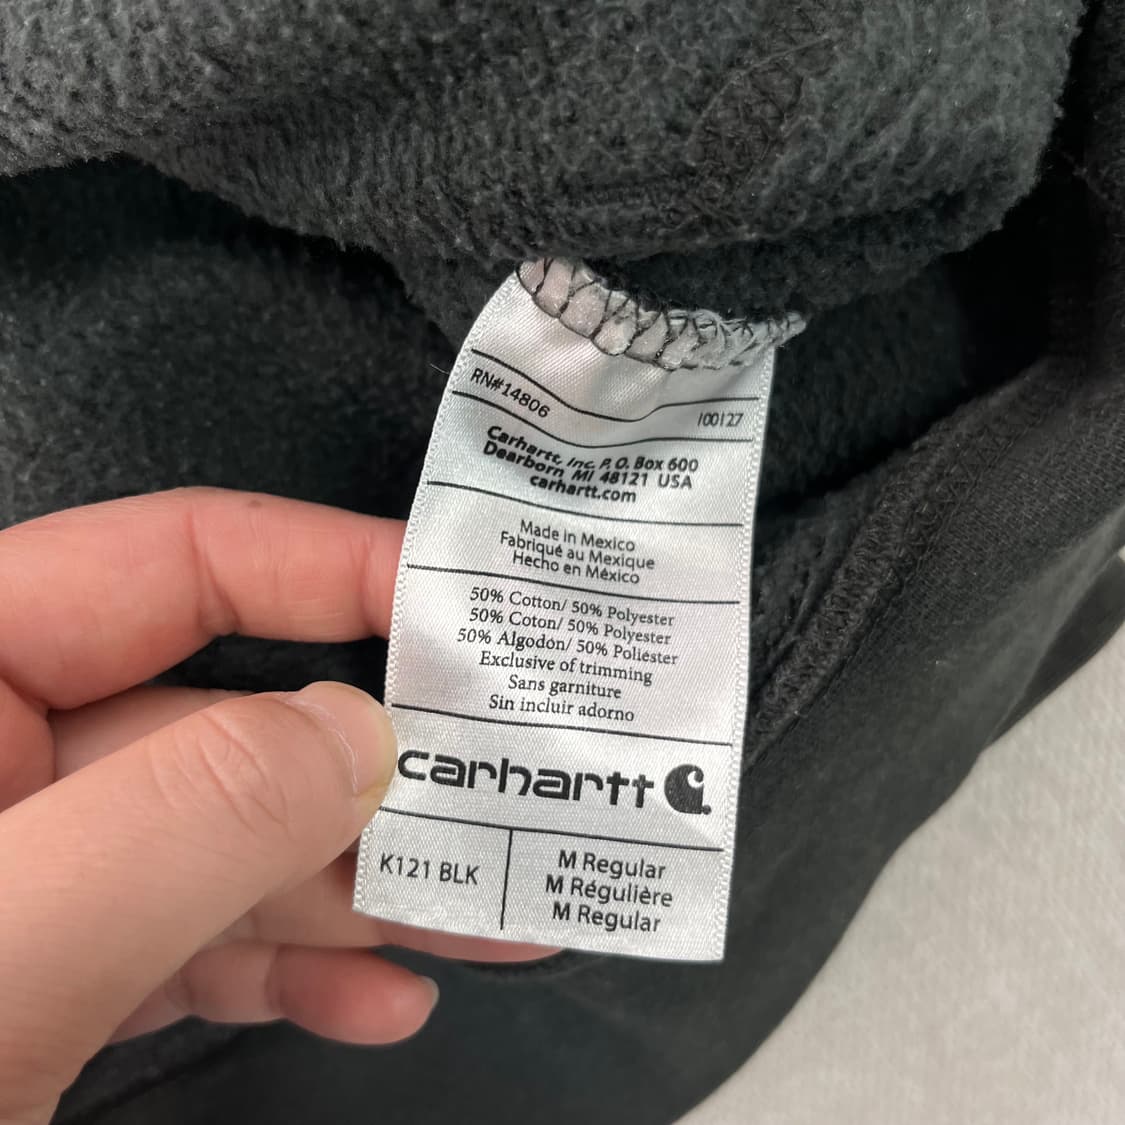 RN#14806 100127
Carhartt, Inc. P.O. Box 600
Dearborn MI 48121 USA
carhartt.com
Made in Mexico
Fabriqué au Mexique
Hecho en México
50% Cotton/ 50% Polyester
50% Coton/ 50% Polyester
50% Algodón/ 50% Poliéster
Exclusive of trimming
Sans garniture
Sin incluir adorno
carhartt
K121 BLK
M Regular
M Régulière
M Regular